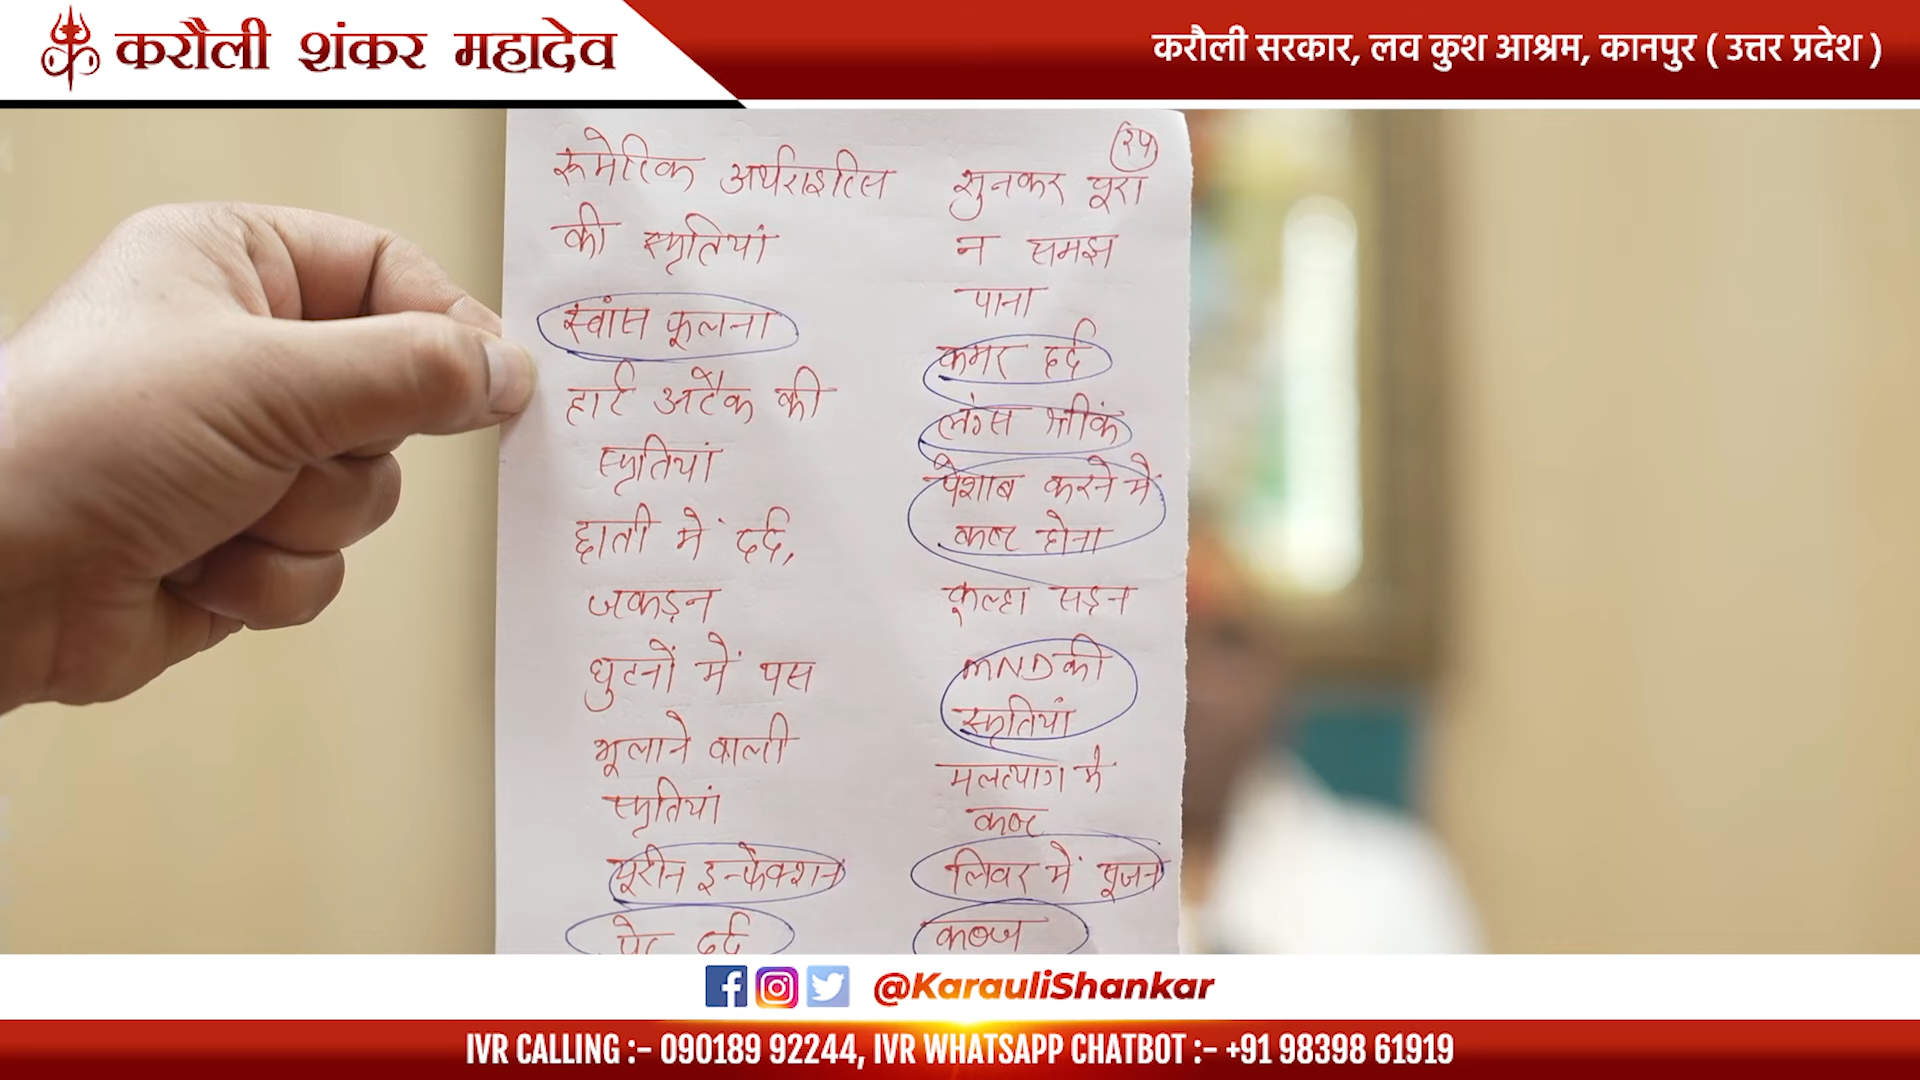 करौली शंकर महादेव
करौली सरकार, लव कुश आश्रम, कानपुर ( उत्तर प्रदेश )
२५
रूमेटिक अर्थराइटिस
की स्मृतियां
स्वांस फूलना
हार्ट अटैक की
स्मृतियां
छाती में दर्द,
जकड़न
घुटनों में पस
भूलाने वाली
स्मृतियां
यूरीन इन्फेक्शन
पेट दर्द
सुनकर पूरा
न समझ
पाना
कमर दर्द
लंग्स वीक
पेशाब करने में
कष्ट होना
कूल्हा सड़न
MND की
स्मृतियां
मलत्याग में
कष्ट
लिवर में सूजन
कब्ज
@KarauliShankar
IVR CALLING :- 090189 92244, IVR WHATSAPP CHATBOT :- +91 98398 61919